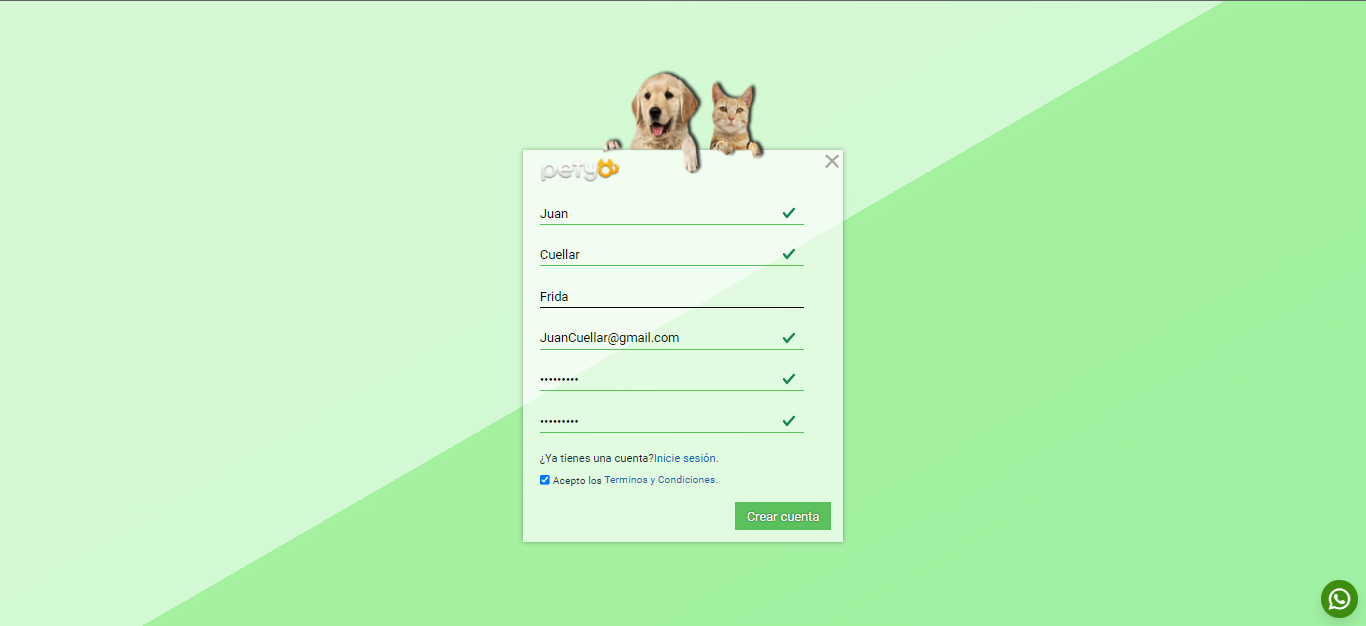 pety
Juan
Cuellar
Frida
JuanCuellar@gmail.com
•••••••••
•••••••••
¿Ya tienes una cuenta?Inicie sesión.
Acepto los Terminos y Condiciones.
Crear cuenta